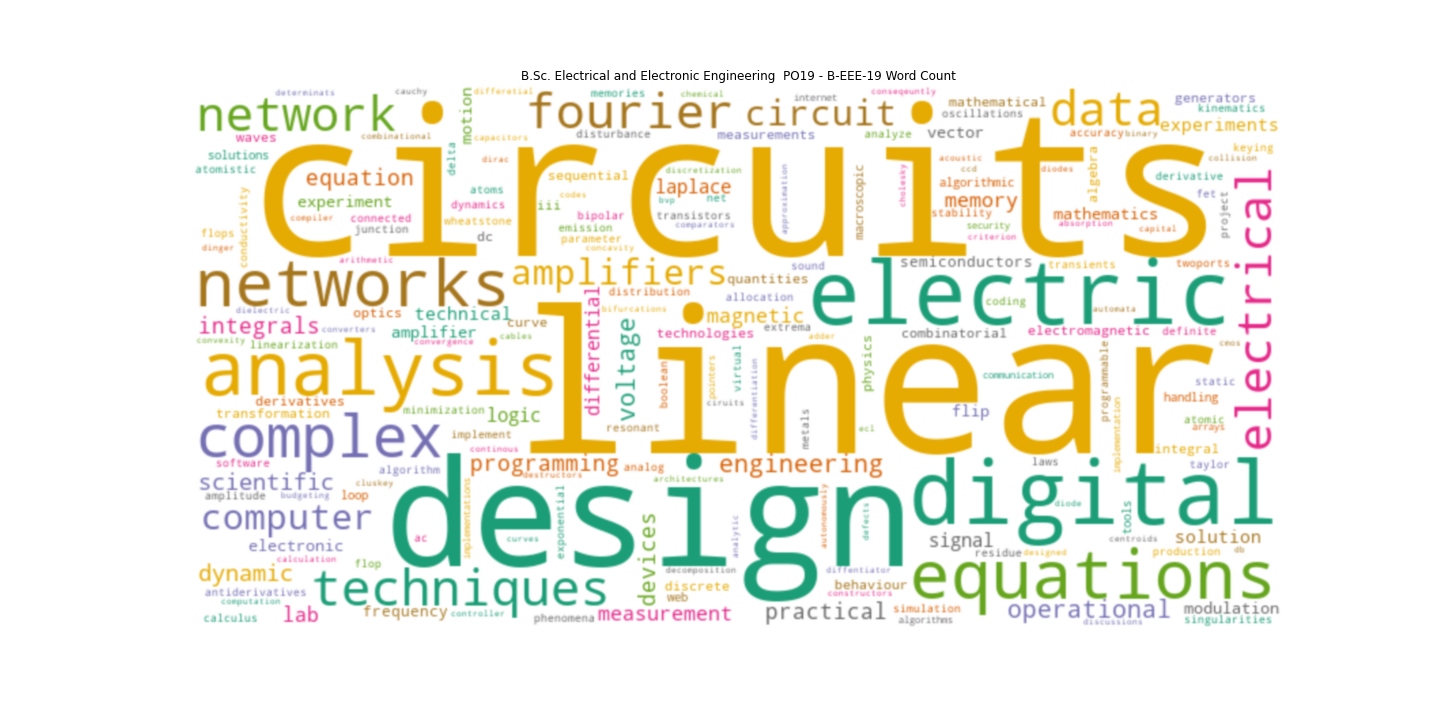 B.Sc. Electrical and Electronic Engineering  PO19 - B-EEE-19 Word Count
determinats
cauchy
differetial
memories
chemical
internet
conseqeuntly
mathematical
generators
network
motion
fourier
circuit
oscillations
data
kinematics
experiments
waves
combinational
capacitors
disturbance
measurements
analyze
vector
accuracy
binary
keying
circuits
solutions
atomistic
delta
dirac
discretization
acoustic
ccd
diodes
algebra
collision
derivative
equation
sequential
laplace
approximation
macroscopic
cholesky
algorithmic
memory
fet
project
electrical
experiment
atoms
codes
iii
bvp
net
compiler
connected
dynamics
bipolar
transistors
stability
mathematics
absorption
capital
conductivity
flops
junction
wheatstone
dc
emission
parameter
comparators
security
criterion
dinger
concavity
arithmetic
networks
amplifiers
quantities
sound
semiconductors
transients
twoports
electric
distribution
allocation
coding
automata
dielectric
optics
technical
differential
bifurcations
magnetic
integrals
converters
curve
extrema
amplifier
voltage
technologies
adder
combinatorial
electromagnetic
definite
convexity
linearization
convergence
cables
physics
programmable
cmos
analysis
linear
boolean
pointers
virtual
differentiation
communication
static
derivatives
transformation
minimization
logic
ciruits
flip
handling
resonant
metals
ecl
implementation
atomic
arrays
complex
implement
continous
integral
software
algorithm
programming
destructors
analog
engineering
laws
taylor
scientific
cluskey
architectures
amplitude
budgeting
loop
design
digital
diode
tools
computer
implementations
exponential
devices
analytic
autonomously
defects
signal
centroids
solution
electronic
ac
curves
residue
designed
production
db
calculation
flop
decomposition
diffentiator
equations
dynamic
techniques
discrete
behaviour
antiderivatives
web
constructors
computation
calculus
lab
frequency
controller
phenomena
measurement
practical
simulation
algorithms
operational
discussions
modulation
singularities